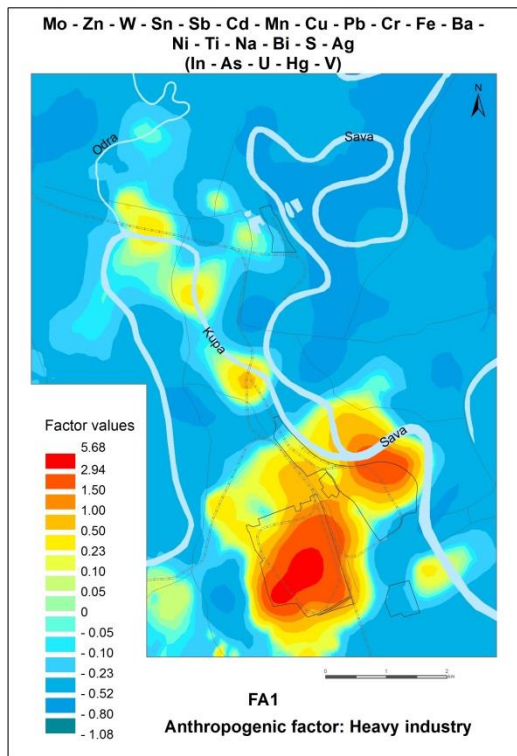 Mo - Zn - W - Sn - Sb - Cd - Mn - Cu - Pb - Cr - Fe - Ba -
Ni - Ti - Na - Bi - S - Ag
(In - As - U - Hg - V)
N
Sava
Odra
Kupa
Sava
Factor values
5.68
2.94
1.50
1.00
0.50
0.23
0.10
0.05
0
- 0.05
- 0.10
- 0.23
- 0.52
- 0.80
- 1.08
0 1 2
FA1
Anthropogenic factor: Heavy industry